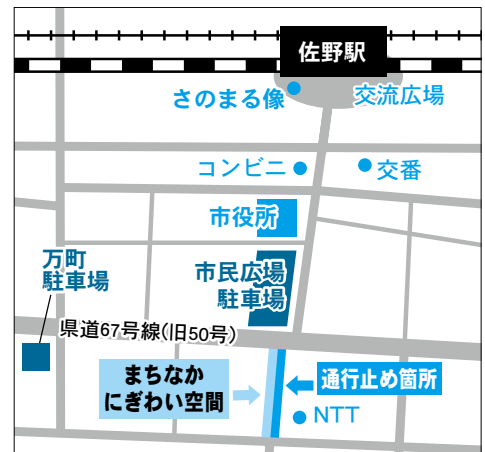 佐野駅
さのまる像
交流広場
コンビニ
交番
市役所
市民広場
駐車場
万町
駐車場
県道67号線(旧50号)
まちなか
にぎわい空間
通行止め箇所
NTT